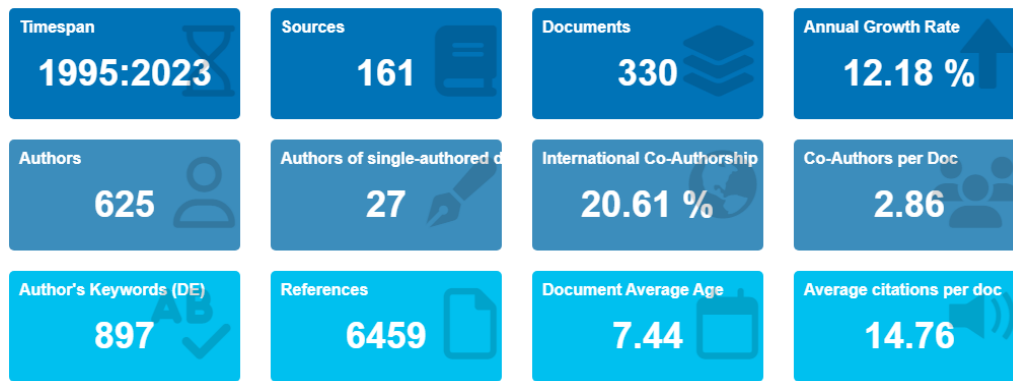 Timespan
1995:2023
Sources
161
Documents
330
Annual Growth Rate
12.18 %
Authors
625
Authors of single-authored d
27
International Co-Authorship
20.61 %
Co-Authors per Doc
2.86
Author's Keywords (DE)
897
AB
References
6459
Document Average Age
7.44
Average citations per doc
14.76